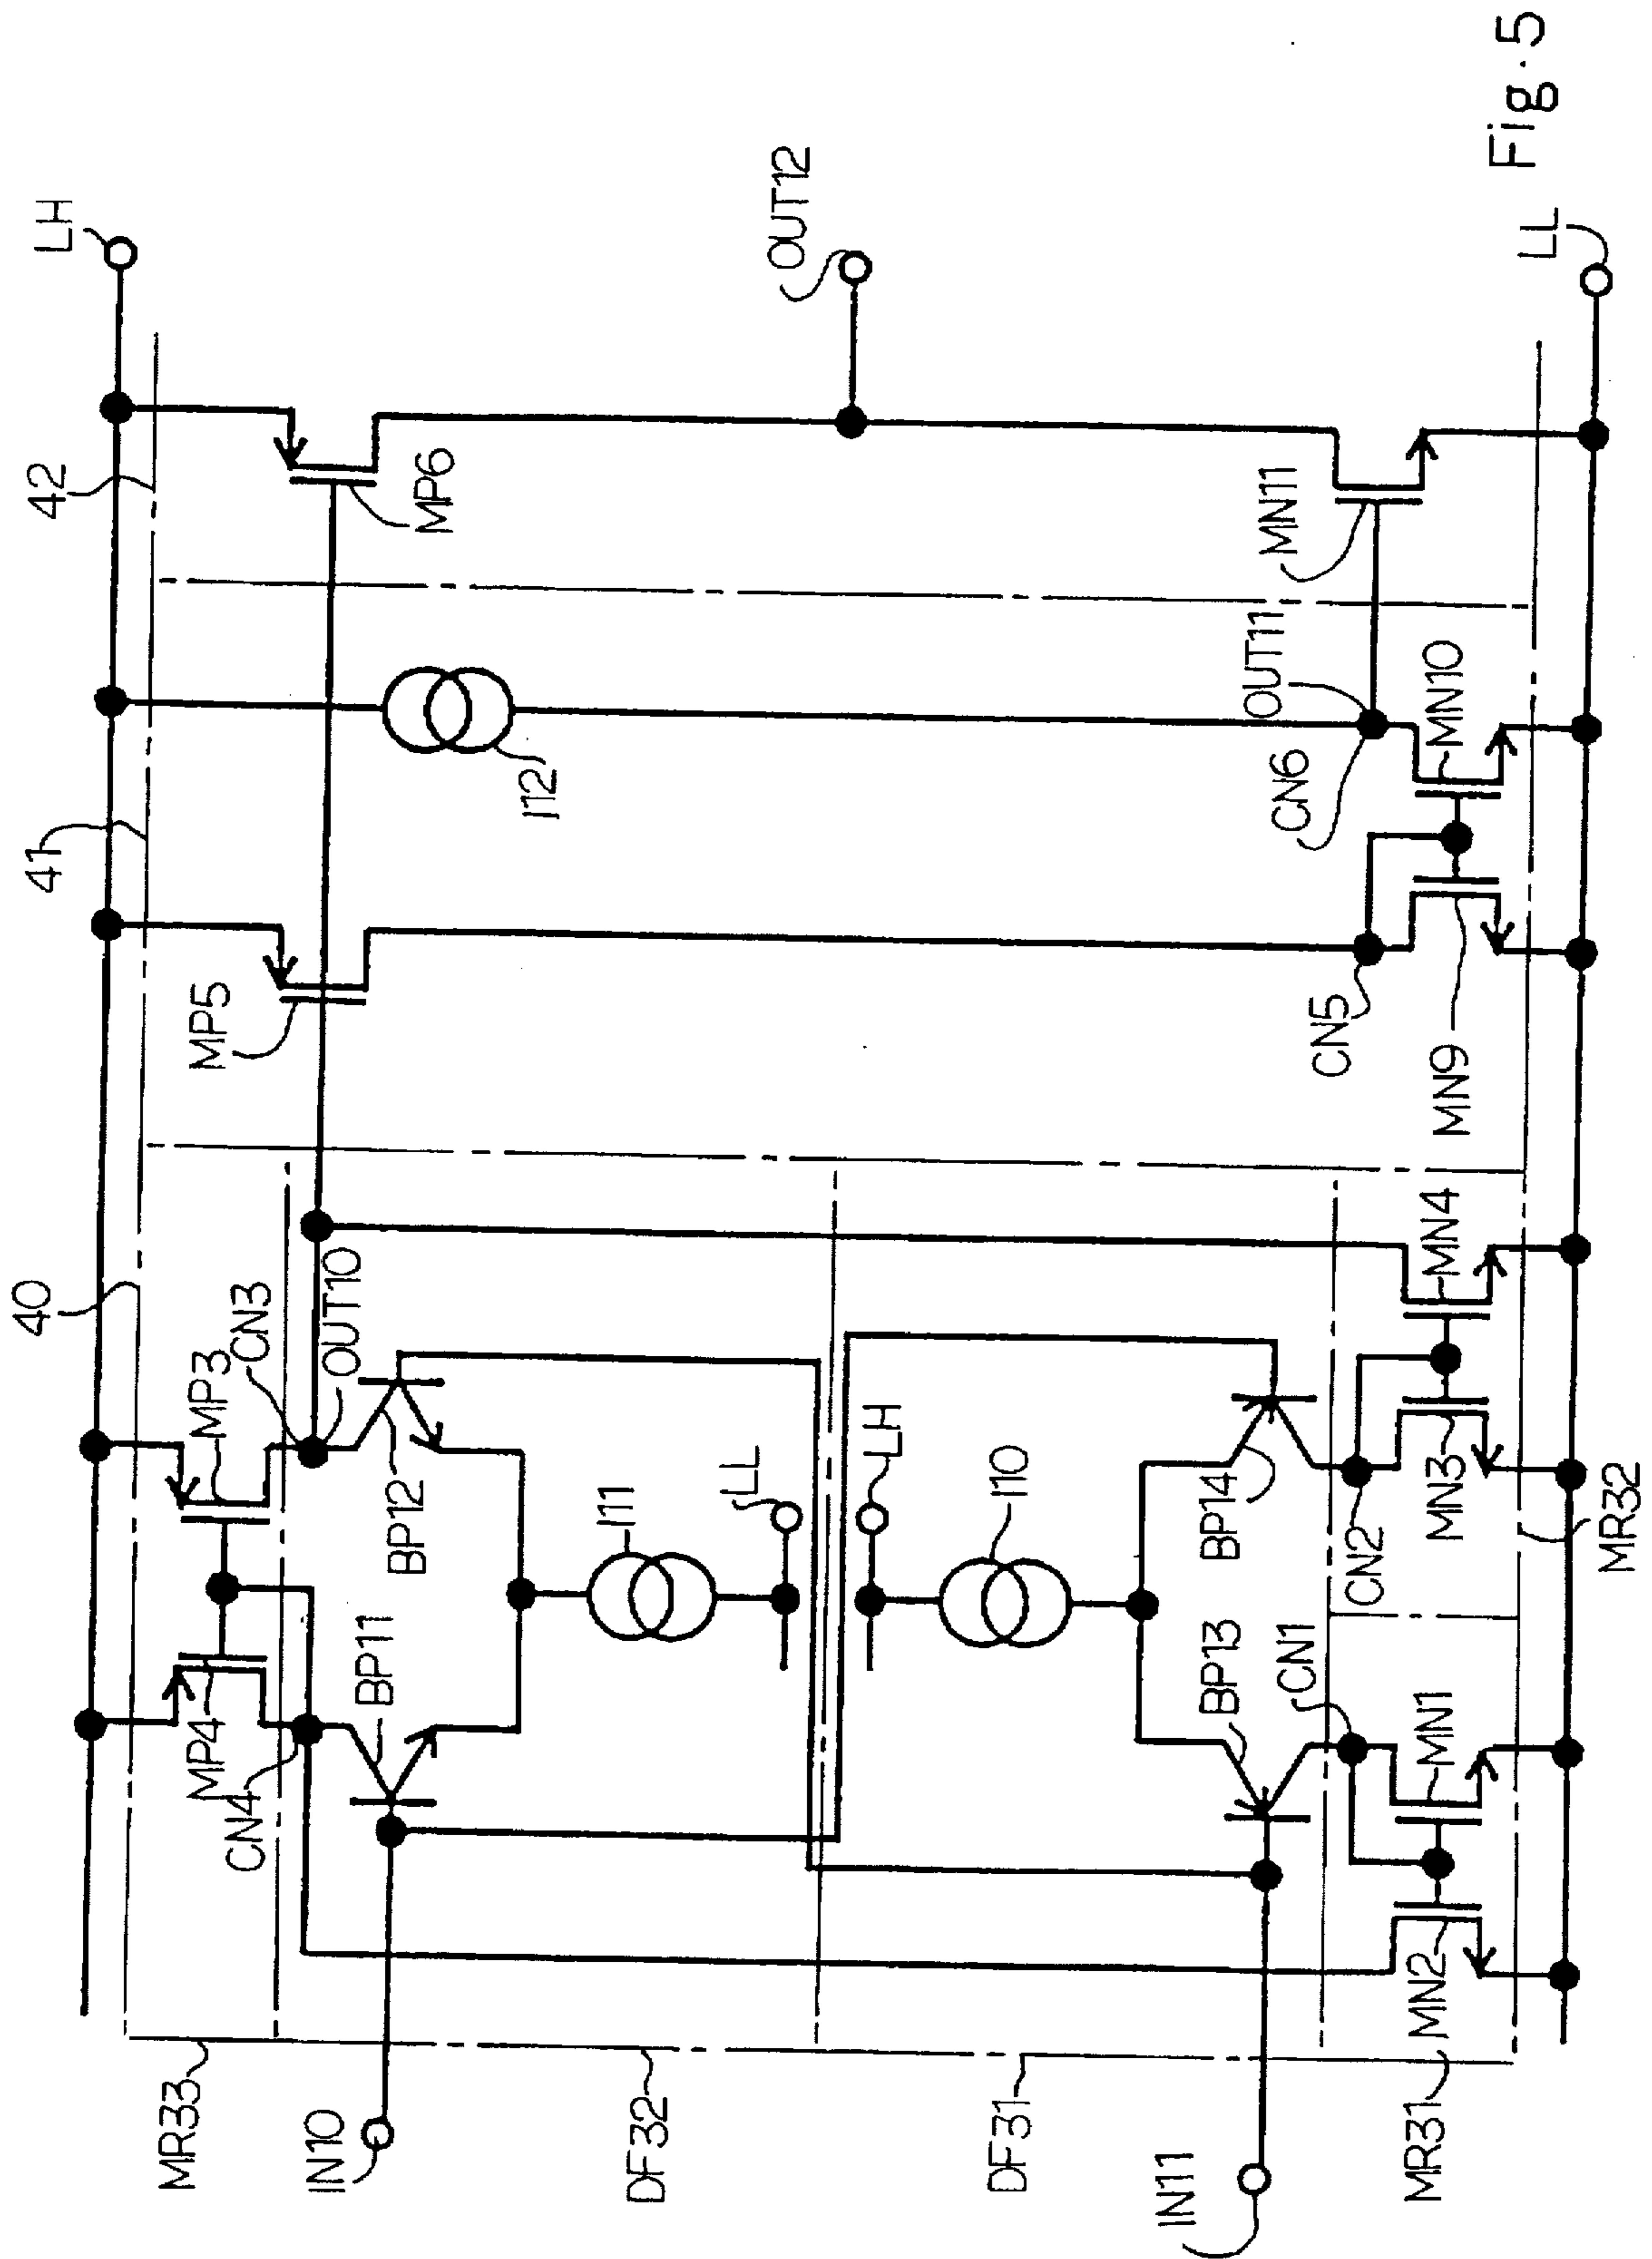 40
41
42
LH
MR33
MP4
MP3
CN3
CN4
OUT10
MP5
MP6
IN10
BP11
BP12
I11
LL
I12
OUT12
DF32
LH
I10
DF31
BP13
BP14
CN1
CN2
CN5
CN6
OUT11
MN11
IN11
MR31
MN2
MN1
MN3
MN4
MN9
MN10
LL
MR32
Fig. 5